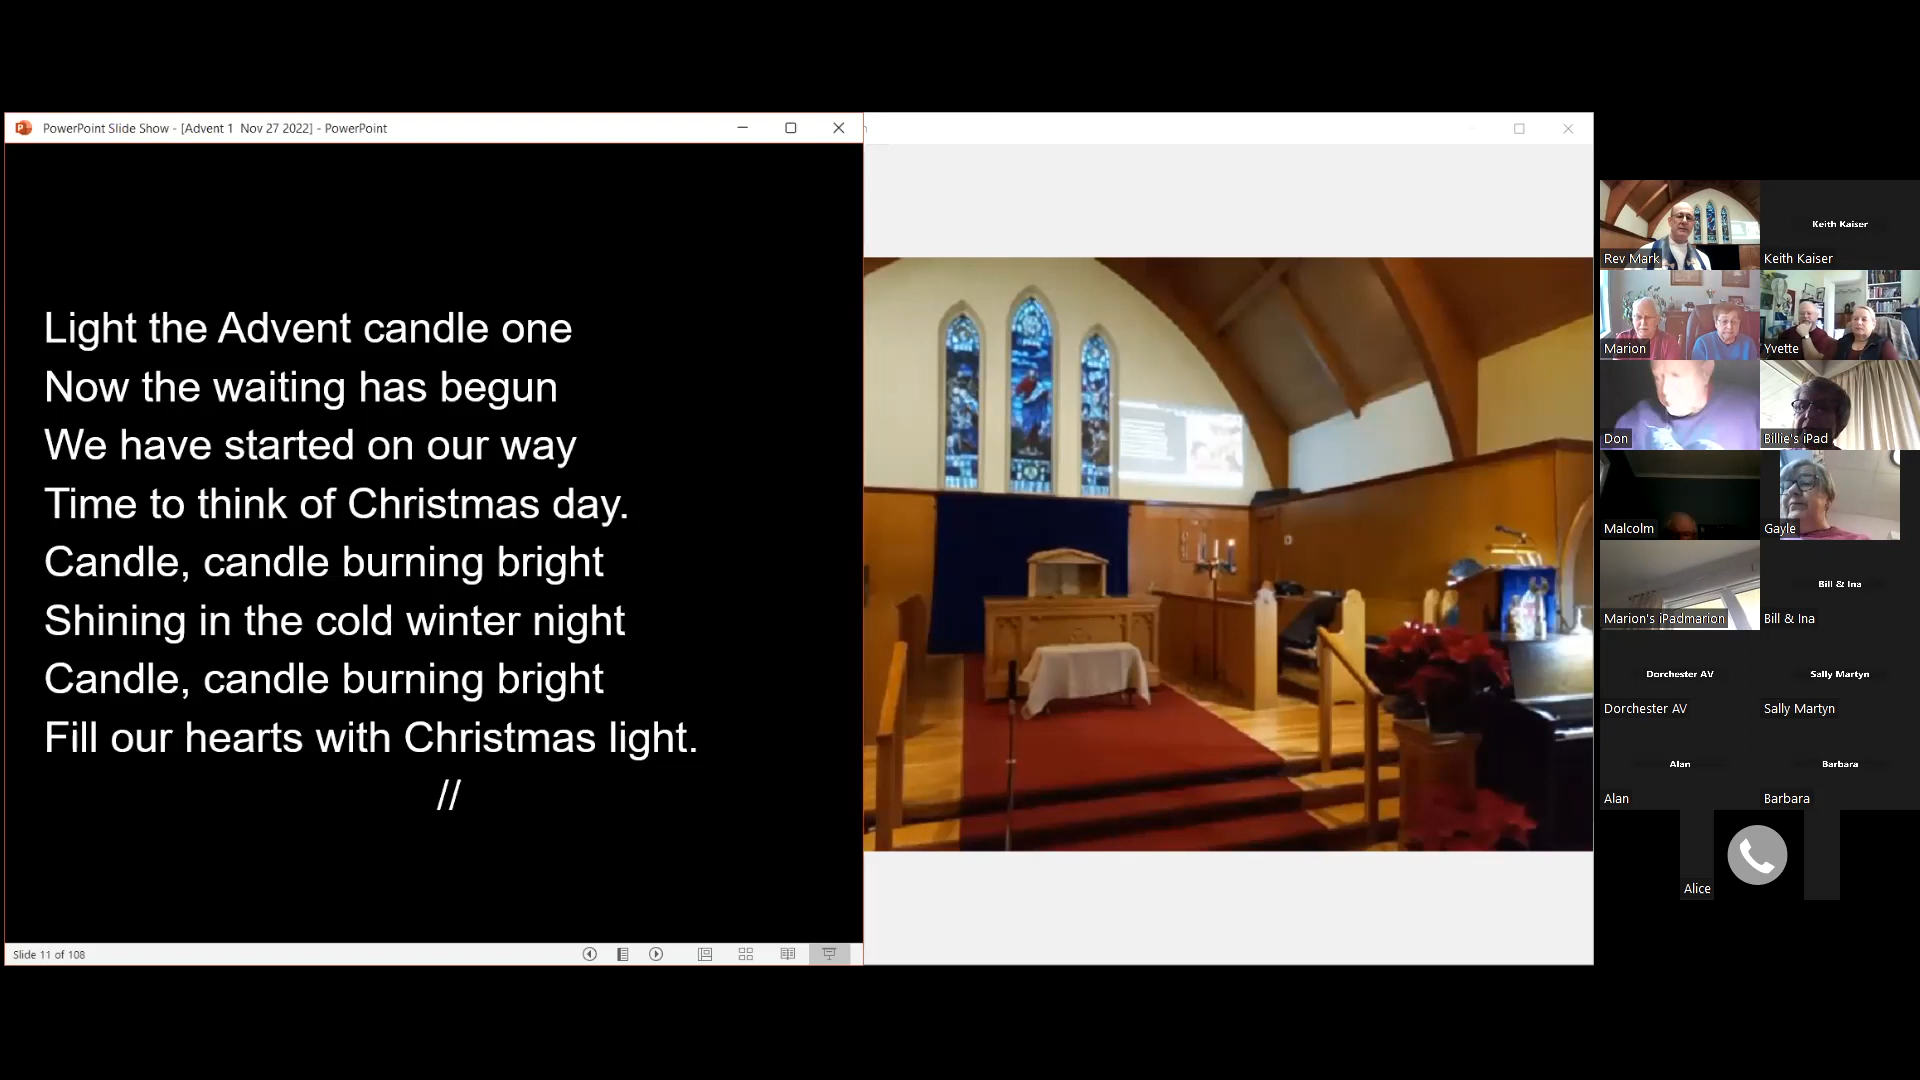 PowerPoint Slide Show - [Advent 1 Nov 27 2022] - PowerPoint
Light the Advent candle one
Now the waiting has begun
We have started on our way
Time to think of Christmas day.
Candle, candle burning bright
Shining in the cold winter night
Candle, candle burning bright
Fill our hearts with Christmas light.
//
Slide 11 of 108
Rev Mark
Keith Kaiser
Keith Kaiser
Marion
Yvette
Don
Billie's iPad
Malcolm
Gayle
Marion's iPadmarion
Bill & Ina
Bill & Ina
Dorchester AV
Dorchester AV
Sally Martyn
Sally Martyn
Alan
Alan
Barbara
Barbara
Alice